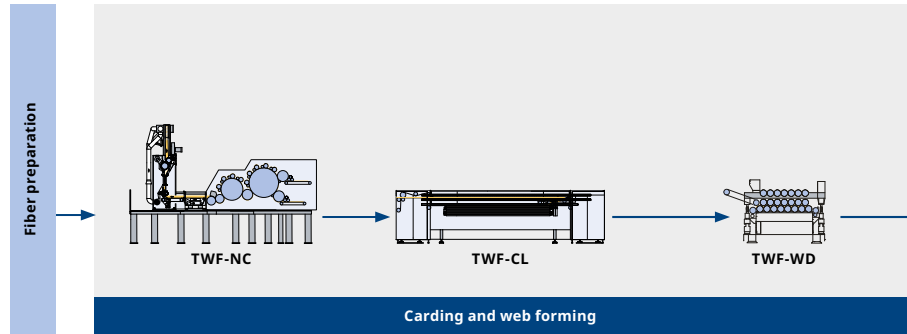 Fiber preparation
TWF-NC
TWF-CL
TWF-WD
Carding and web forming